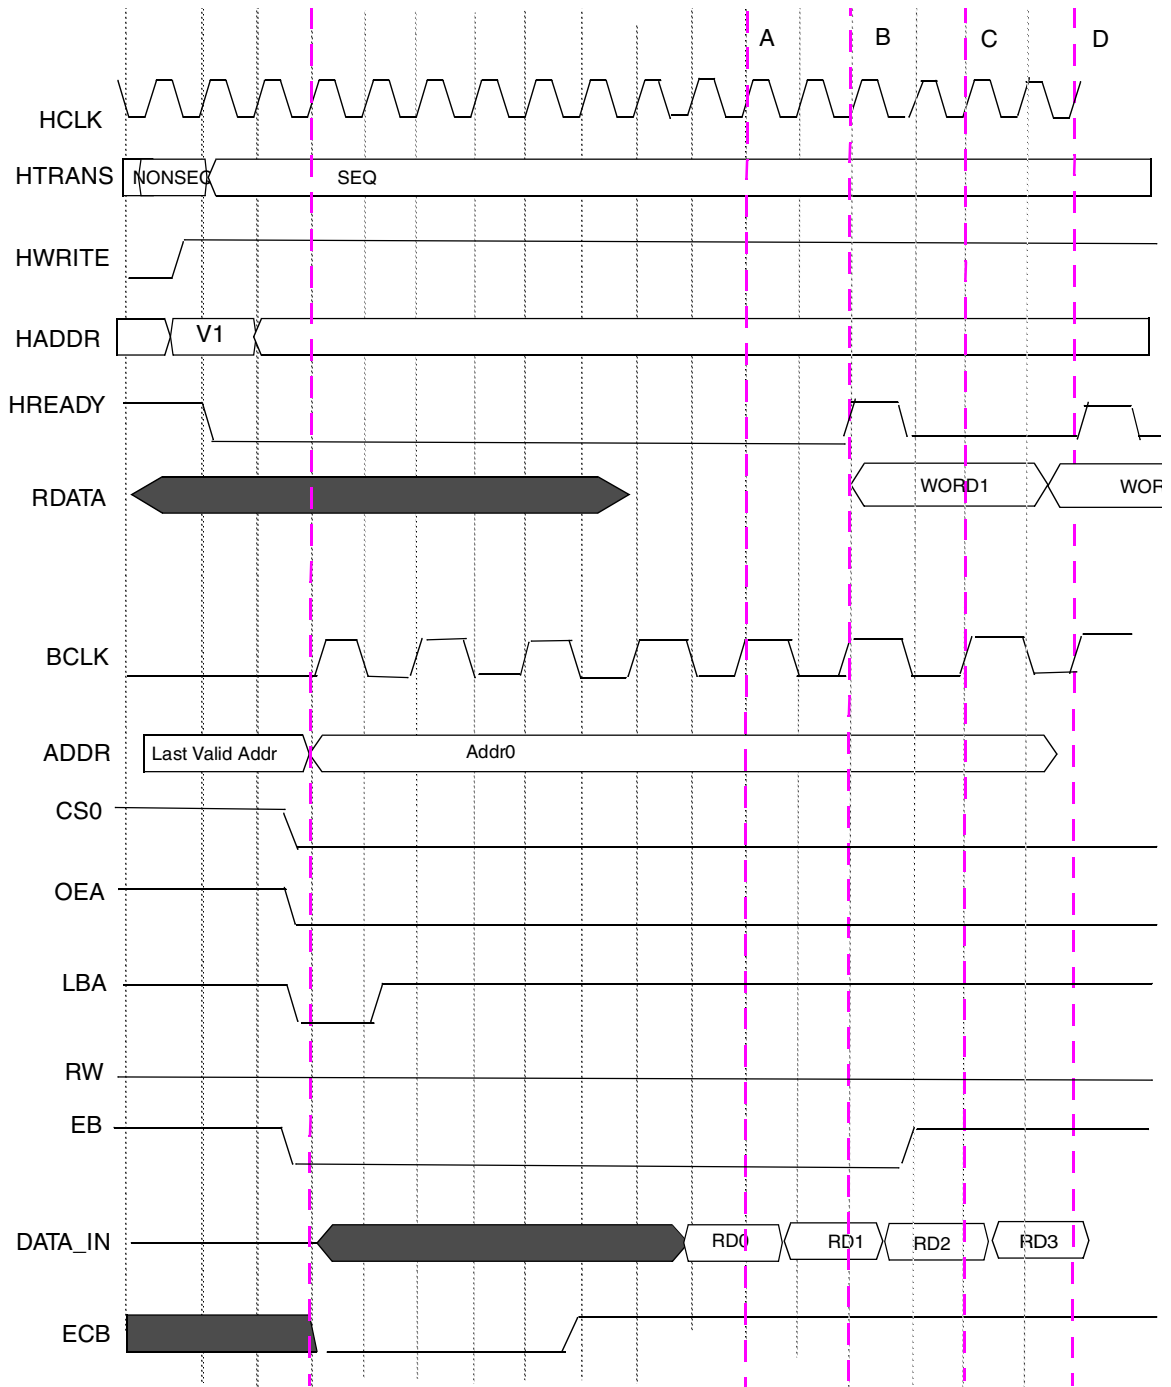 A B C D
HCLK
HTRANS NONSEQ SEQ
HWRITE
HADDR V1
HREADY
RDATA WORD1 WOR
BCLK
ADDR Last Valid Addr Addr0
CS0
OEA
LBA
RW
EB
DATA_IN RD0 RD1 RD2 RD3
ECB